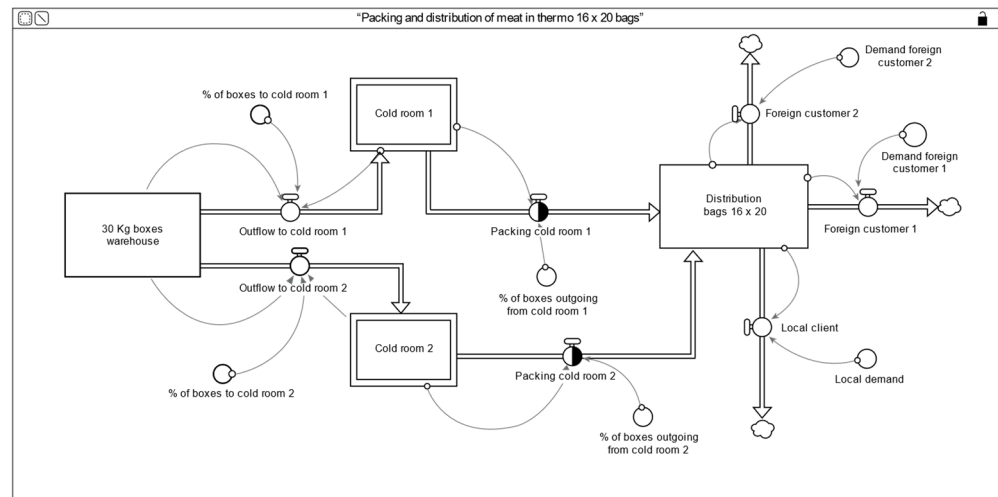 “Packing and distribution of meat in thermo 16 x 20 bags”
% of boxes to cold room 1
Cold room 1
Demand foreign
customer 2
Foreign customer 2
Demand foreign
customer 1
30 Kg boxes
warehouse
Outflow to cold room 1
Packing cold room 1
Distribution
bags 16 x 20
Foreign customer 1
Outflow to cold room 2
% of boxes outgoing
from cold room 1
Local client
Cold room 2
Packing cold room 2
Local demand
% of boxes to cold room 2
% of boxes outgoing
from cold room 2